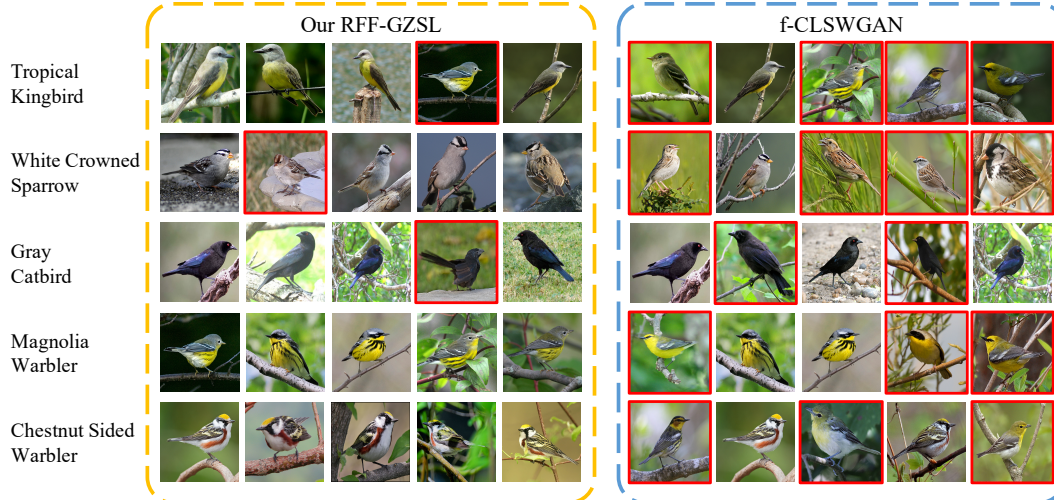 Our RFF-GZSL
f-CLSWGAN
Tropical
Kingbird
White Crowned
Sparrow
Gray
Catbird
Magnolia
Warbler
Chestnut Sided
Warbler